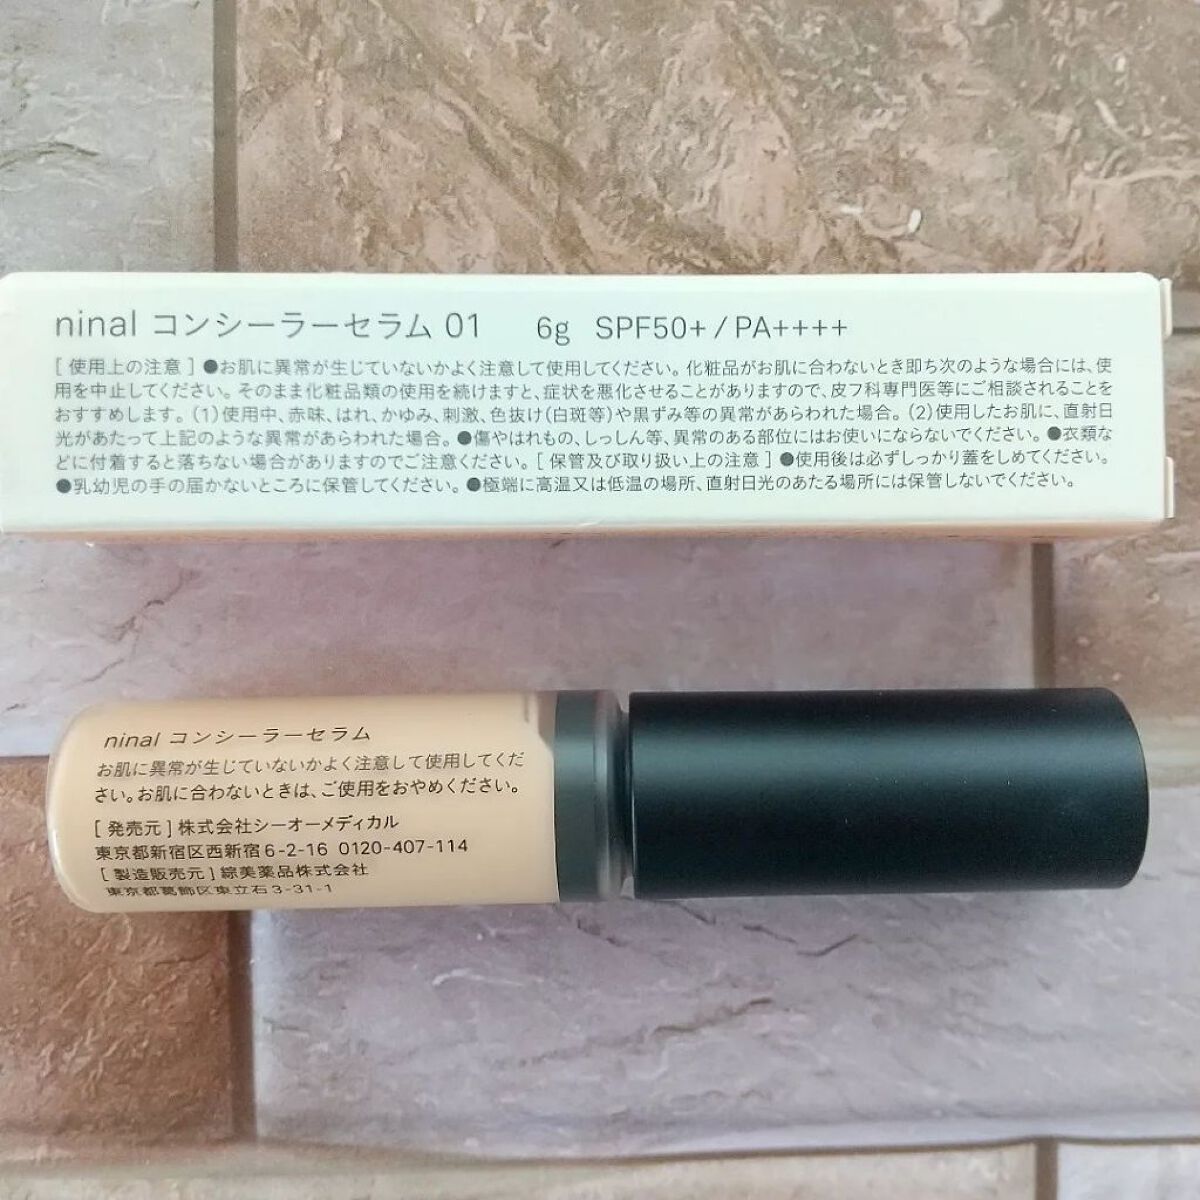 ninal コンシーラーセラム 01 6g SPF50+ / PA++++
[ 使用上の注意 ] ●お肌に異常が生じていないかよく注意して使用してください。化粧品がお肌に合わないとき即ち次のような場合には、使
用を中止してください。そのまま化粧品類の使用を続けますと、症状を悪化させることがありますので、皮フ科専門医等にご相談されることを
おすすめします。(1)使用中、赤味、はれ、かゆみ、刺激、色抜け(白斑等)や黒ずみ等の異常があらわれた場合。(2)使用したお肌に、直射日
光があたって上記のような異常があらわれた場合。●傷やはれもの、しっしん等、異常のある部位にはお使いにならないでください。●衣類な
どに付着すると落ちない場合がありますのでご注意ください。[ 保管及び取り扱い上の注意 ] ●使用後は必ずしっかり蓋をしめてください。
●乳幼児の手の届かないところに保管してください。●極端に高温又は低温の場所、直射日光のあたる場所には保管しないでください。
ninal コンシーラーセラム
お肌に異常が生じていないかよく注意して使用してくだ
さい。お肌に合わないときは、ご使用をおやめください。
[ 発売元 ] 株式会社シーオーメディカル
東京都新宿区西新宿6-2-16 0120-407-114
[ 製造販売元 ] 綜美薬品株式会社
東京都葛飾区東立石3-31-1